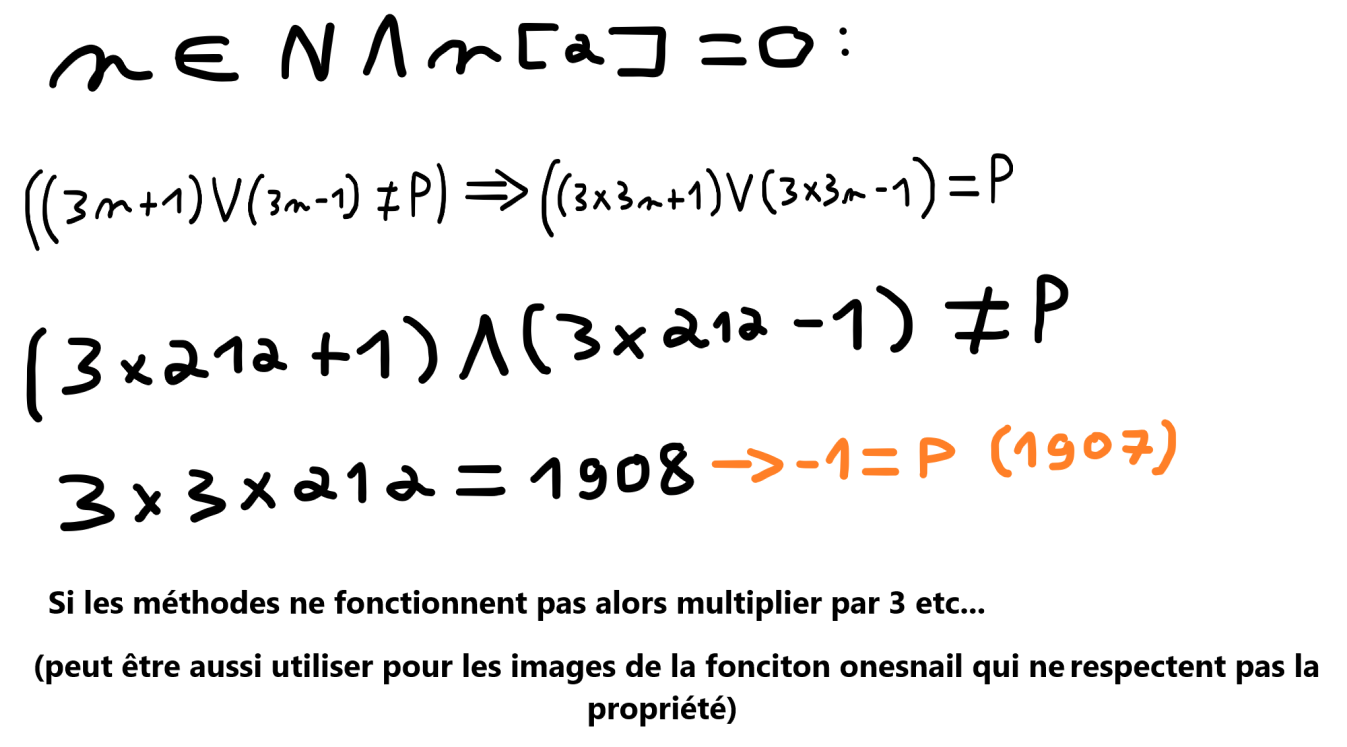 n ∈ N ∧ n[2] = 0 :
((3n+1) V (3n-1) ≠ P) ⇒ ((3×3n+1) V (3×3n-1) = P
(3×212+1) ∧ (3×212-1) ≠ P
3×3×212 = 1908 → -1 = P (1907)
Si les méthodes ne fonctionnent pas alors multiplier par 3 etc...
(peut être aussi utiliser pour les images de la fonciton onesnail qui ne respectent pas la
propriété)